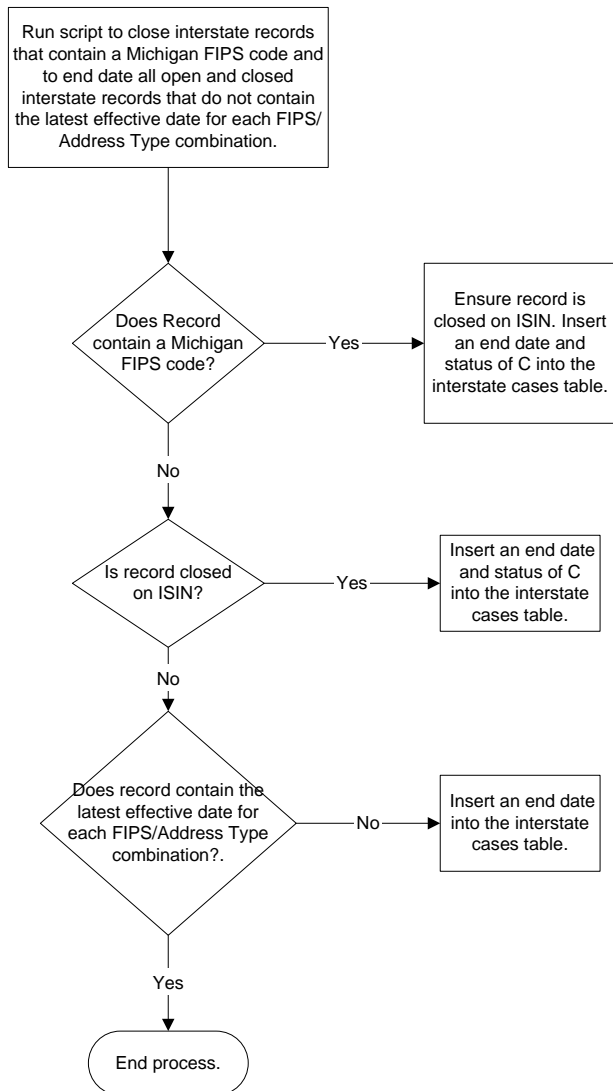 Run script to close interstate records
that contain a Michigan FIPS code and
to end date all open and closed
interstate records that do not contain
the latest effective date for each FIPS/
Address Type combination.
Does Record
contain a Michigan
FIPS code?
Yes
Ensure record is
closed on ISIN. Insert
an end date and
status of C into the
interstate cases table.
No
Is record closed
on ISIN?
Yes
Insert an end date
and status of C
into the interstate
cases table.
No
Does record contain the
latest effective date for
each FIPS/Address Type
combination?.
No
Insert an end date
into the interstate
cases table.
Yes
End process.